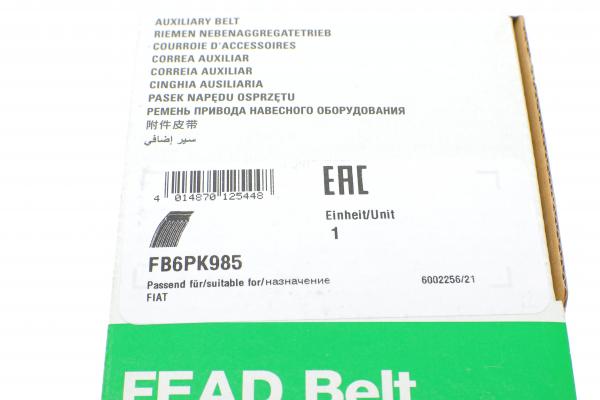 AUXILIARY BELT
RIEMEN NEBENAGGREGATETRIEB
COURROIE D'ACCESSOIRES
CORREA AUXILIAR
CORREIA AUXILIAR
CINGHIA AUSILIARIA
PASEK NAPĘDU OSPRZĘTU
РЕМЕНЬ ПРИВОДА НАВЕСНОГО ОБОРУДОВАНИЯ
附件皮带
سير إضافي
4 014870 125448
EAC
Einheit/Unit
1
FB6PK985
Passend für/suitable for/назначение
FIAT
6002256/21
FEAD Belt